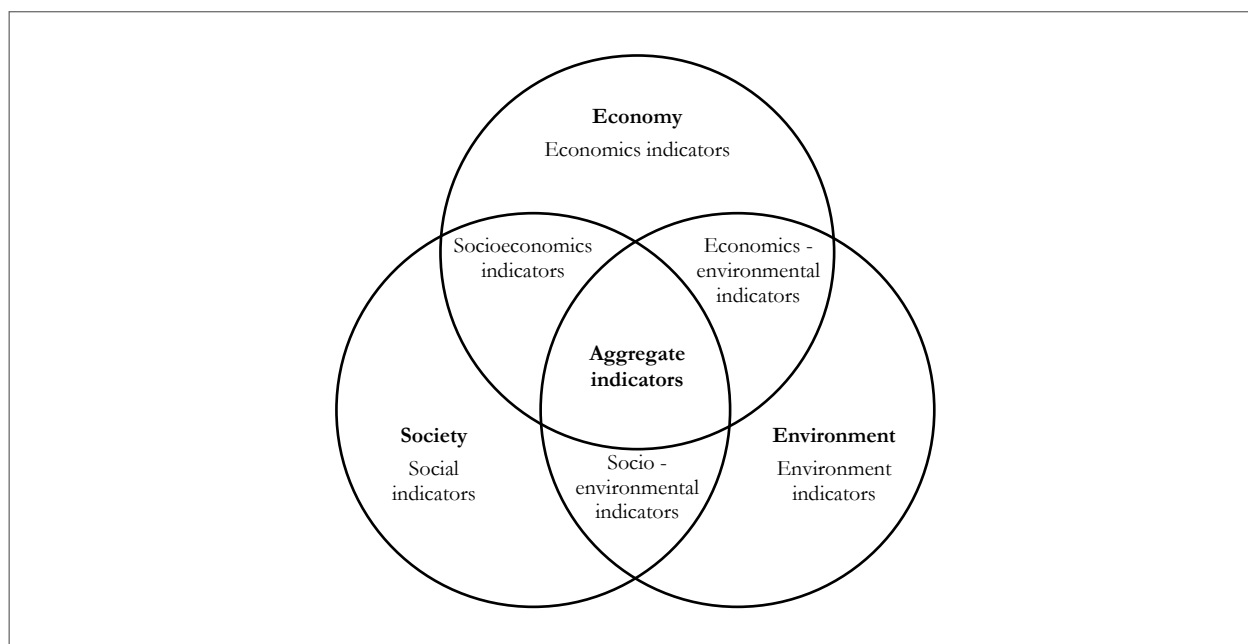 Economy
Economics indicators
Socioeconomics
indicators
Economics -
environmental
indicators
Aggregate
indicators
Society
Social
indicators
Socio -
environmental
indicators
Environment
Environment
indicators